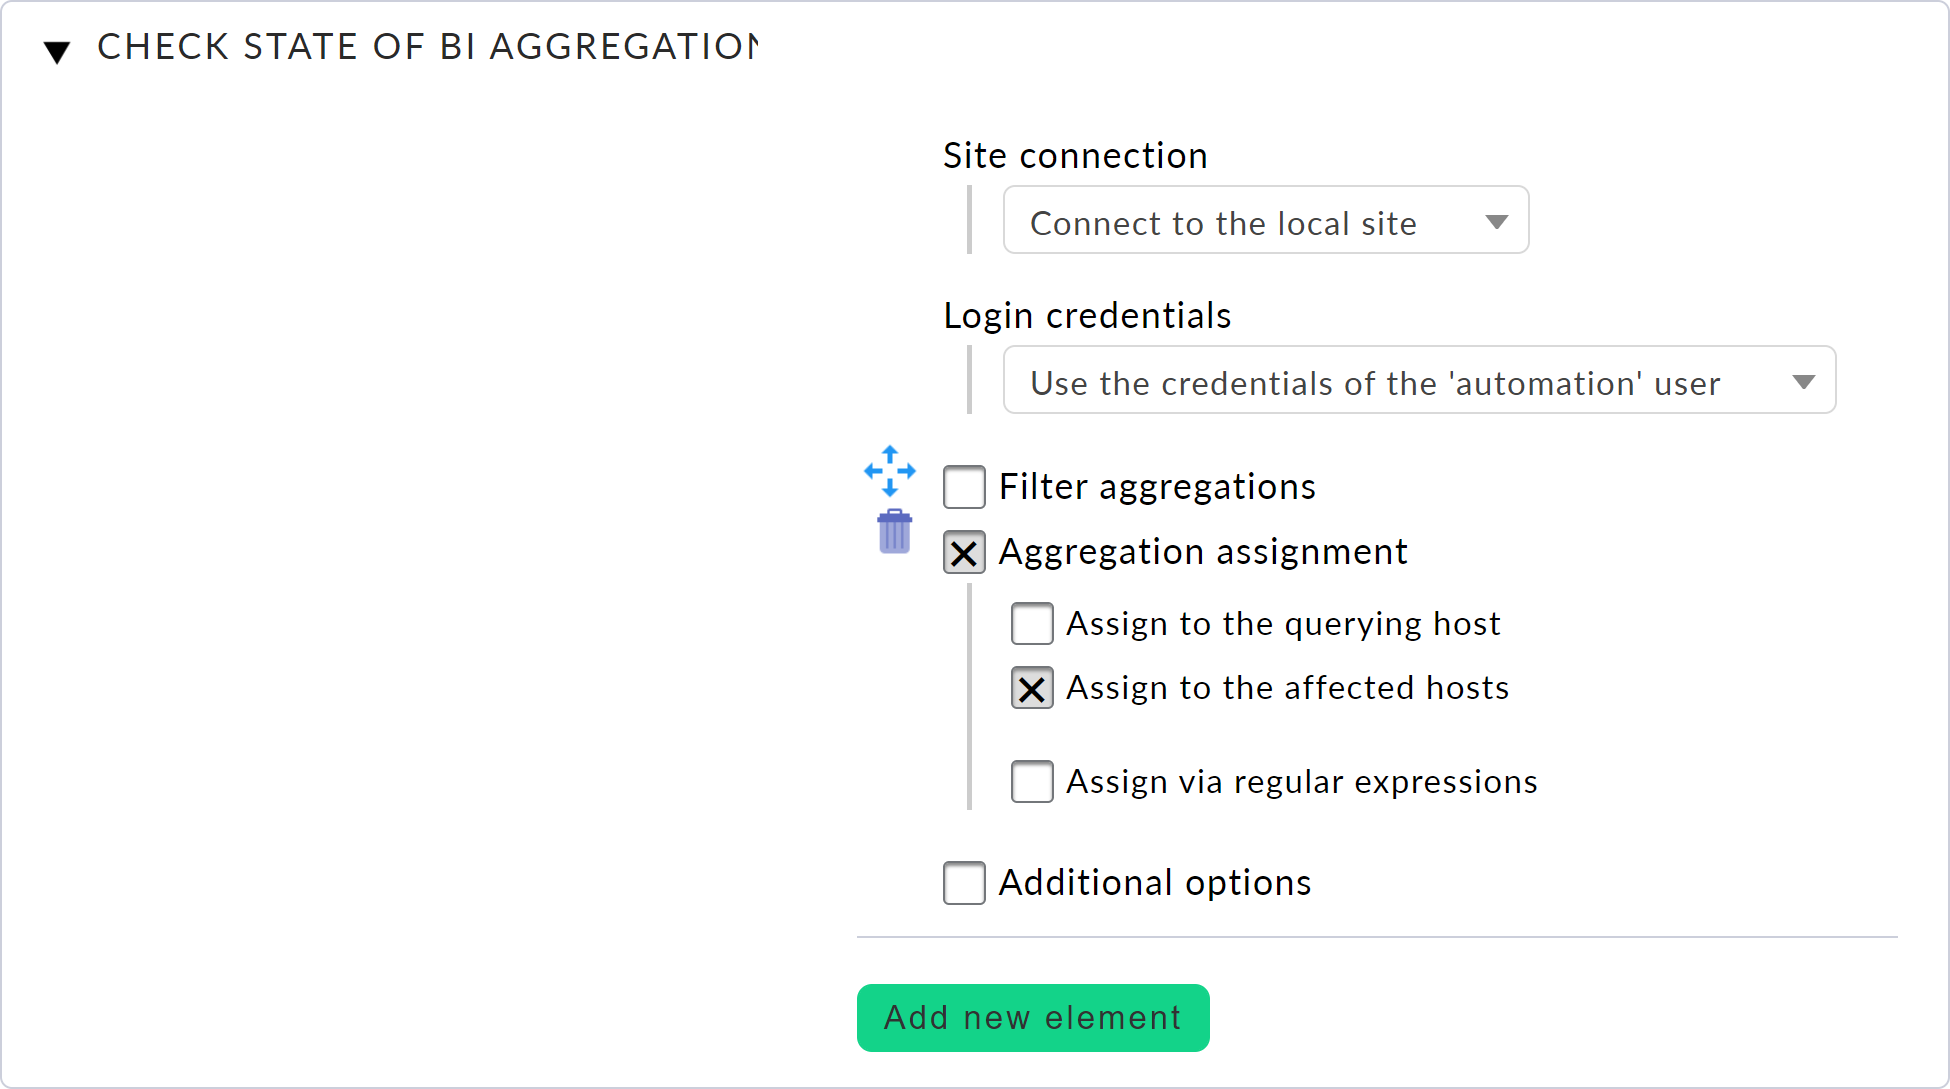 CHECK STATE OF BI AGGREGATION
Site connection
Connect to the local site
Login credentials
Use the credentials of the 'automation' user
Filter aggregations
Aggregation assignment
Assign to the querying host
Assign to the affected hosts
Assign via regular expressions
Additional options
Add new element